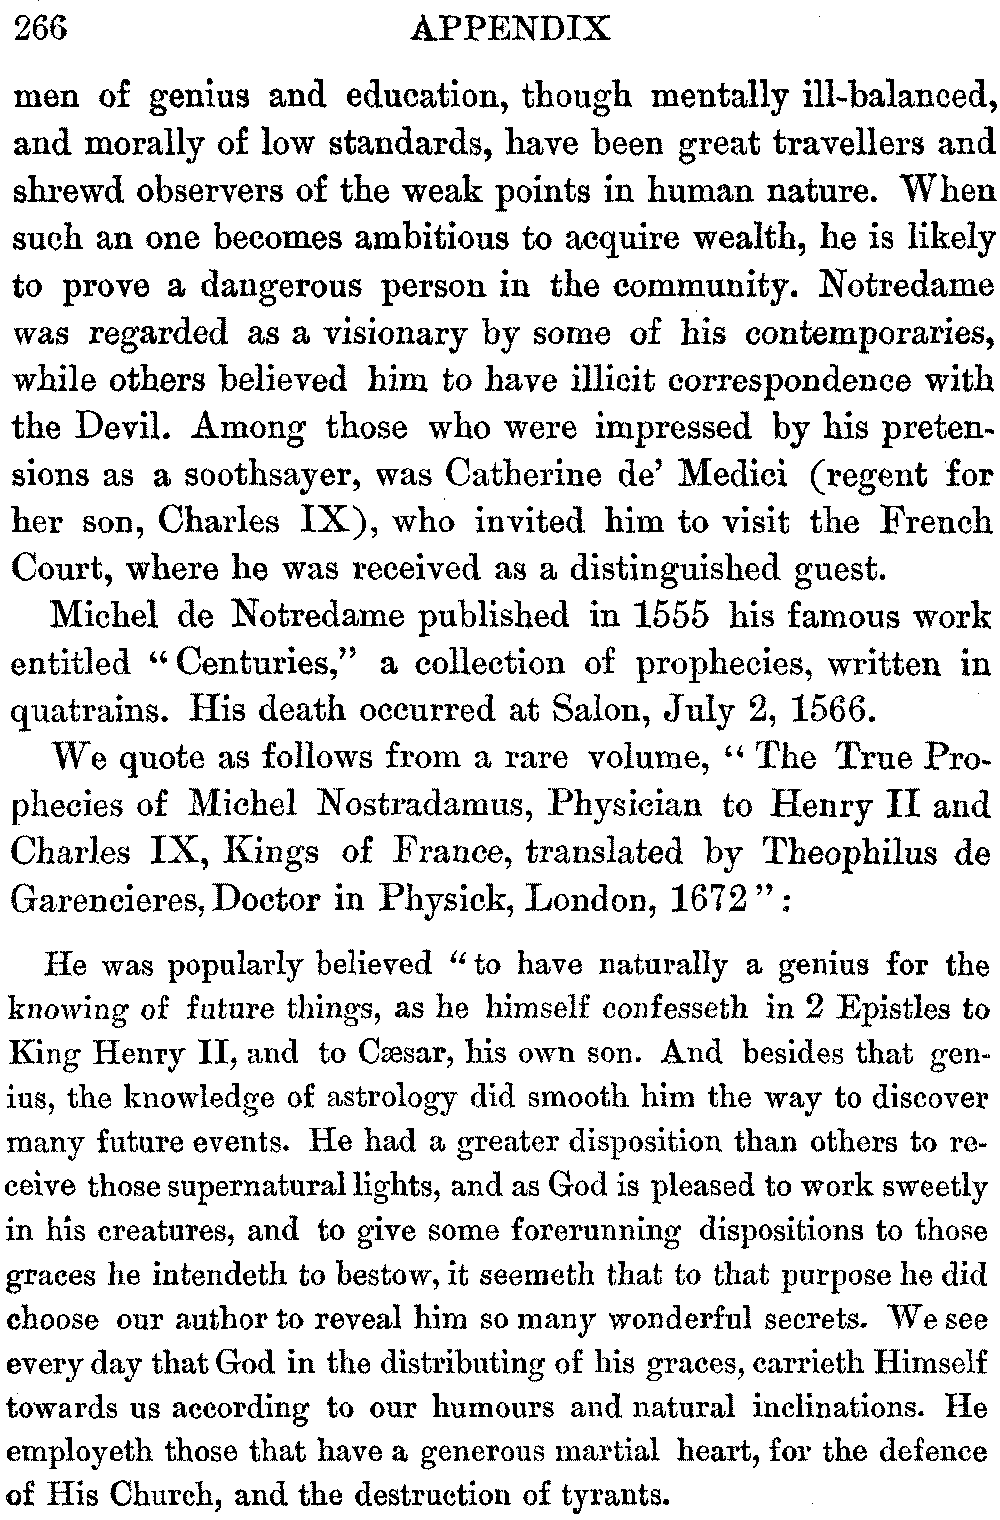 266 APPENDIX
men of genius and education, though mentally ill-balanced,
and morally of low standards, have been great travellers and
shrewd observers of the weak points in human nature. When
such an one becomes ambitious to acquire wealth, he is likely
to prove a dangerous person in the community. Notredame
was regarded as a visionary by some of his contemporaries,
while others believed him to have illicit correspondence with
the Devil. Among those who were impressed by his preten-
sions as a soothsayer, was Catherine de' Medici (regent for
her son, Charles IX), who invited him to visit the French
Court, where he was received as a distinguished guest.
Michel de Notredame published in 1555 his famous work
entitled "Centuries," a collection of prophecies, written in
quatrains. His death occurred at Salon, July 2, 1566.
We quote as follows from a rare volume, "The True Pro-
phecies of Michel Nostradamus, Physician to Henry II and
Charles IX, Kings of France, translated by Theophilus de
Garencieres, Doctor in Physick, London, 1672":
He was popularly believed "to have naturally a genius for the
knowing of future things, as he himself confesseth in 2 Epistles to
King Henry II, and to Cæsar, his own son. And besides that gen-
ius, the knowledge of astrology did smooth him the way to discover
many future events. He had a greater disposition than others to re-
ceive those supernatural lights, and as God is pleased to work sweetly
in his creatures, and to give some forerunning dispositions to those
graces he intendeth to bestow, it seemeth that to that purpose he did
choose our author to reveal him so many wonderful secrets. We see
every day that God in the distributing of his graces, carrieth Himself
towards us according to our humours and natural inclinations. He
employeth those that have a generous martial heart, for the defence
of His Church, and the destruction of tyrants.